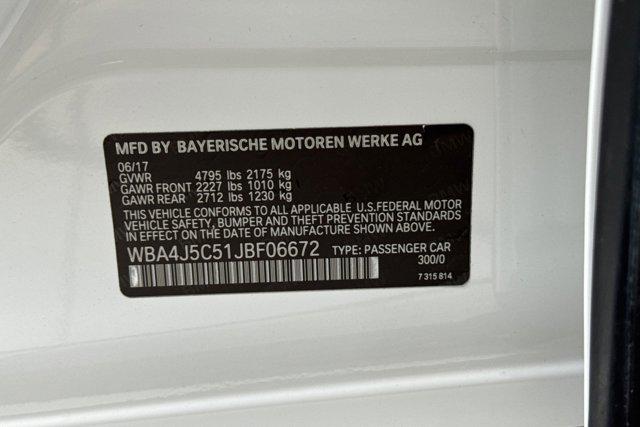 MFD BY BAYERISCHE MOTOREN WERKE AG
06/17
GVWR 4795 lbs 2175 kg
GAWR FRONT 2227 lbs 1010 kg
GAWR REAR 2712 lbs 1230 kg
THIS VEHICLE CONFORMS TO ALL APPLICABLE U.S.FEDERAL MOTOR
VEHICLE SAFETY, BUMPER AND THEFT PREVENTION STANDARDS
IN EFFECT ON THE DATE OF MANUFACTURE SHOWN ABOVE.
WBA4J5C51JBF06672 TYPE: PASSENGER CAR
300/0
7 315 814